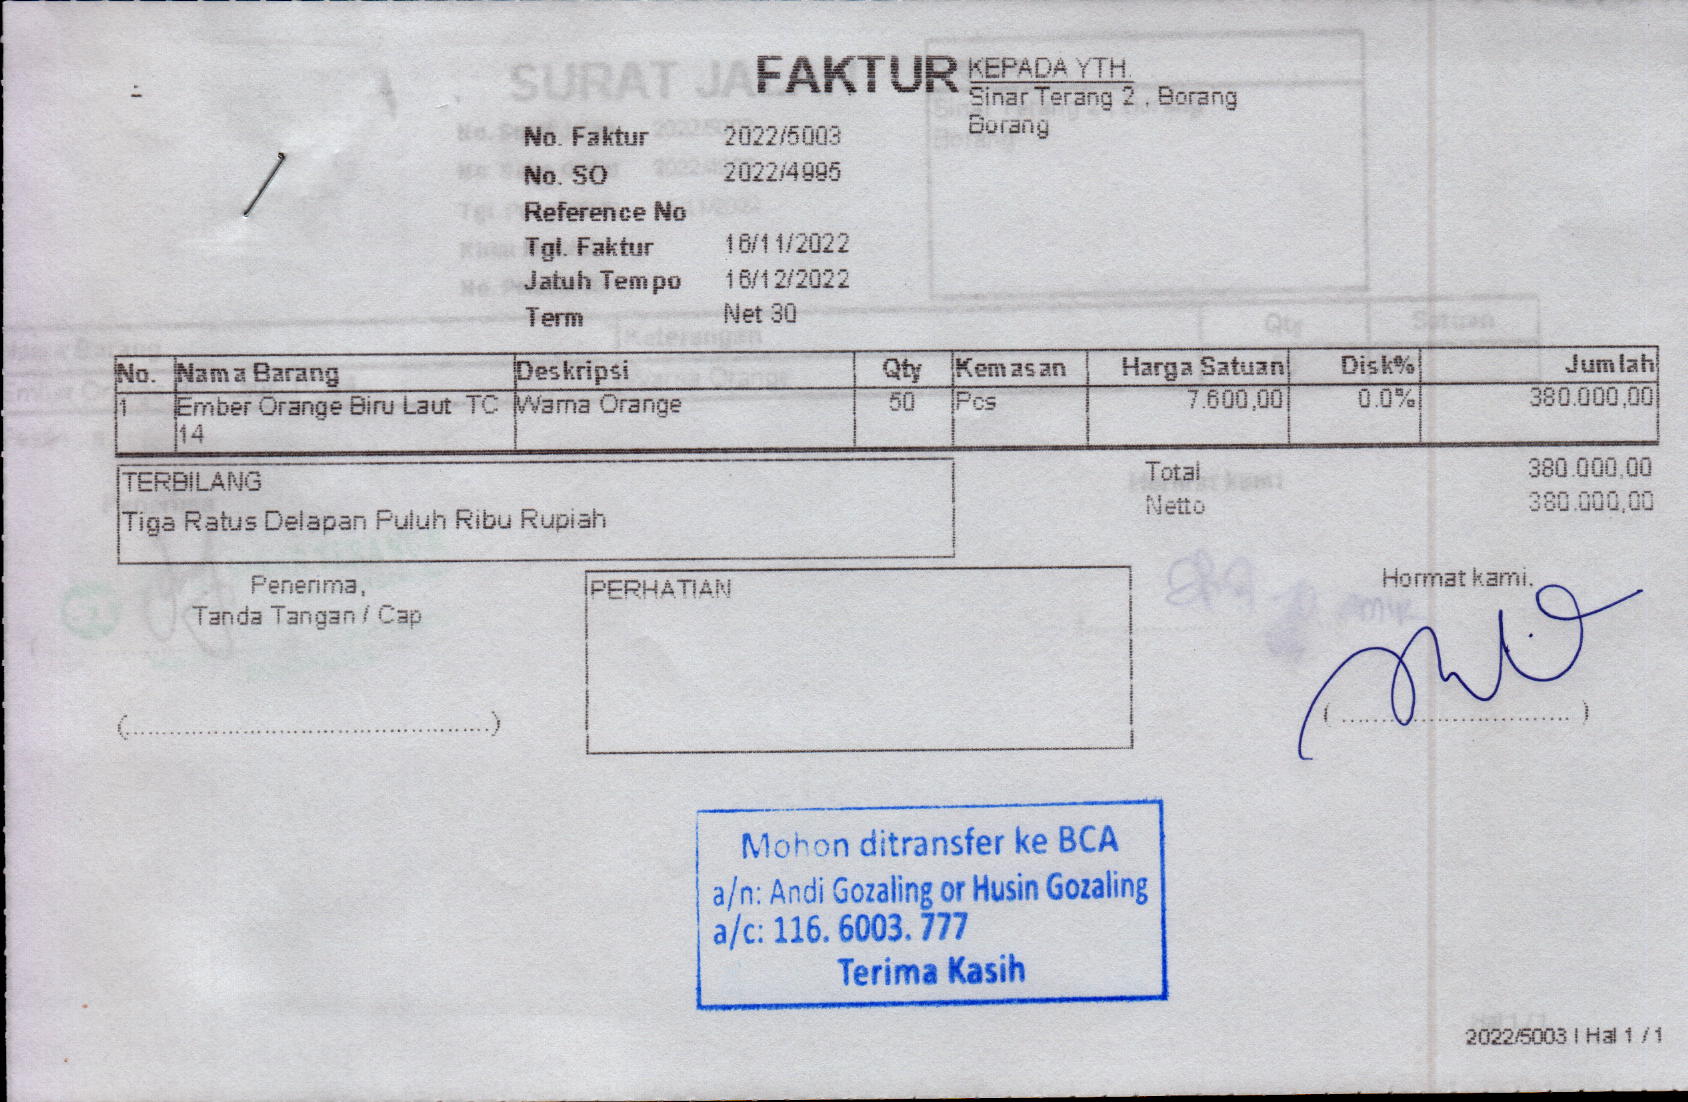 FAKTUR
KEPADA YTH.
Sinar Terang 2 , Borang
Borang
No. Faktur 2022/5003
No. SO 2022/4995
Reference No
Tgl. Faktur 16/11/2022
Jatuh Tempo 16/12/2022
Term Net 30
No. Nama Barang Deskripsi Qty Kemasan Harga Satuan Disk% Jumlah
1 Ember Orange Biru Laut TC Warna Orange 50 Pcs 7.600,00 0.0% 380.000,00
14
TERBILANG
Tiga Ratus Delapan Puluh Ribu Rupiah
Total 380.000,00
Netto 380.000,00
Penerima,
Tanda Tangan / Cap
PERHATIAN
Hormat kami.
Mohon ditransfer ke BCA
a/n: Andi Gozaling or Husin Gozaling
a/c: 116. 6003. 777
Terima Kasih
2022/5003 | Hal 1 / 1